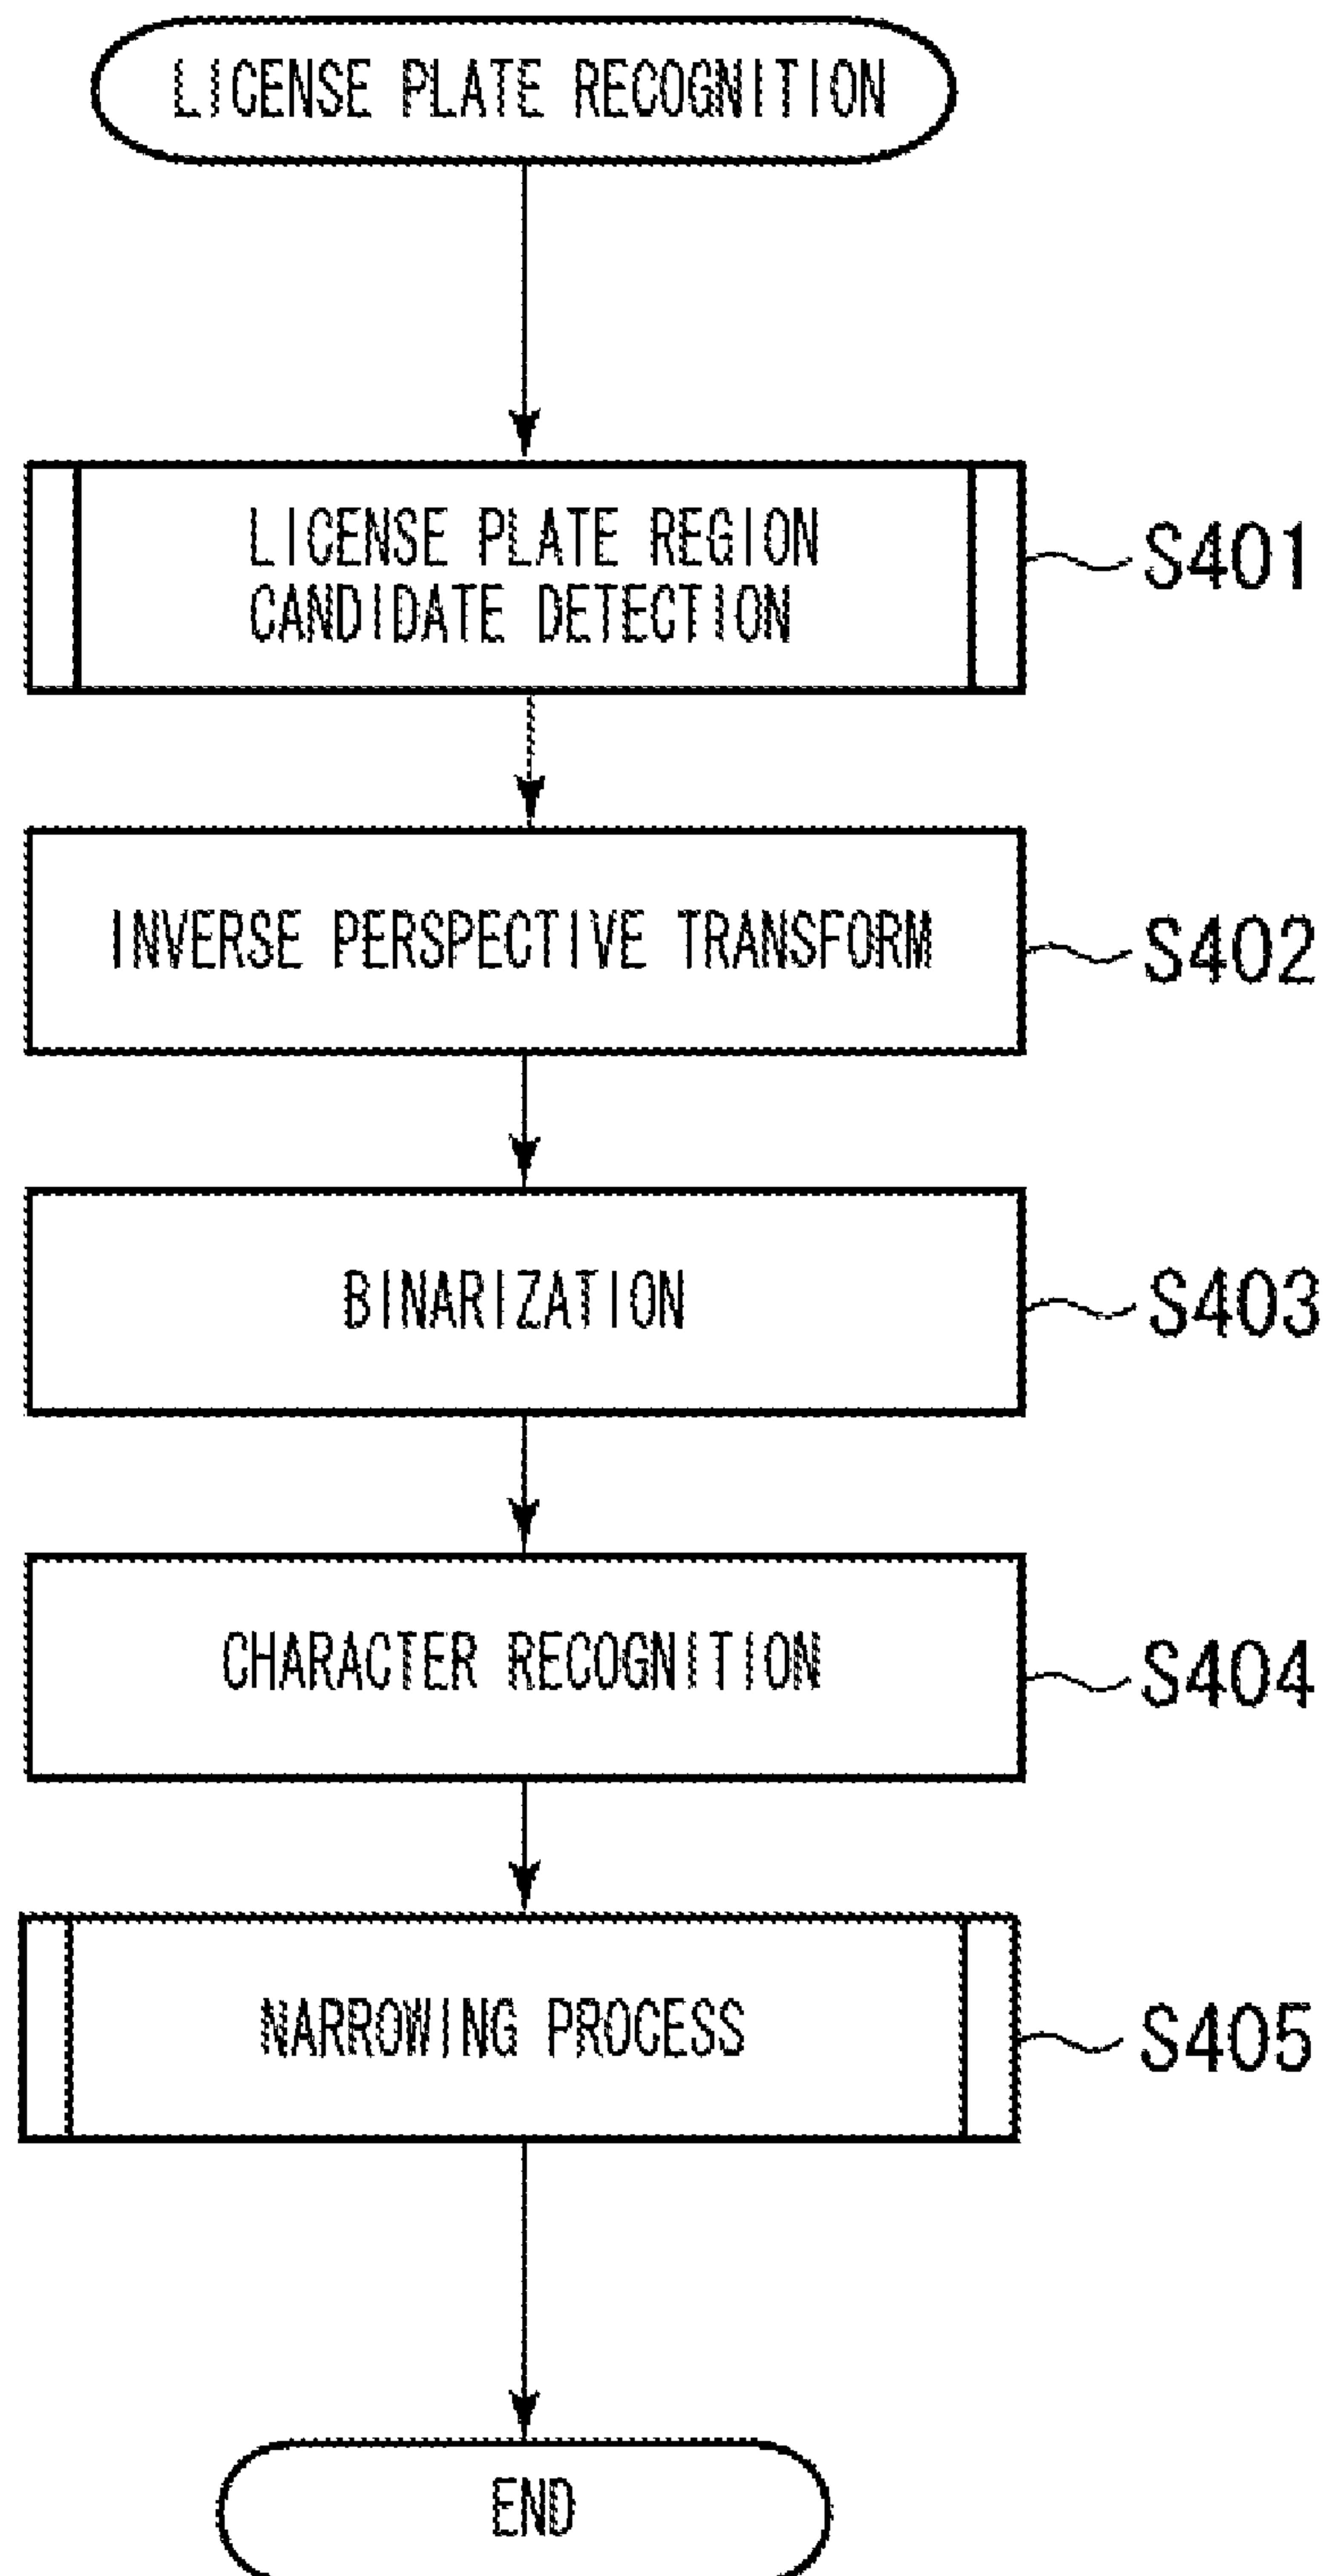 LICENSE PLATE RECOGNITION
LICENSE PLATE REGION
CANDIDATE DETECTION
S401
INVERSE PERSPECTIVE TRANSFORM
S402
BINARIZATION
S403
CHARACTER RECOGNITION
S404
NARROWING PROCESS
S405
END